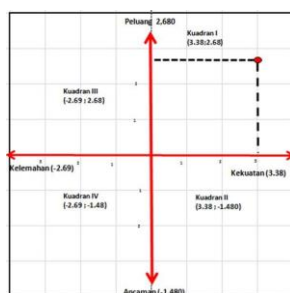 Peluang 2,680
Kuadran I
(3.38;2.68)
Kuadran III
(-2.69 ; 2.68)
Kelemahan (-2.69)
Kekuatan (3.38)
Kuadran IV
(-2.69 ; -1.48)
Kuadran II
(3.38 ; -1.480)
Ancaman (-1.480)